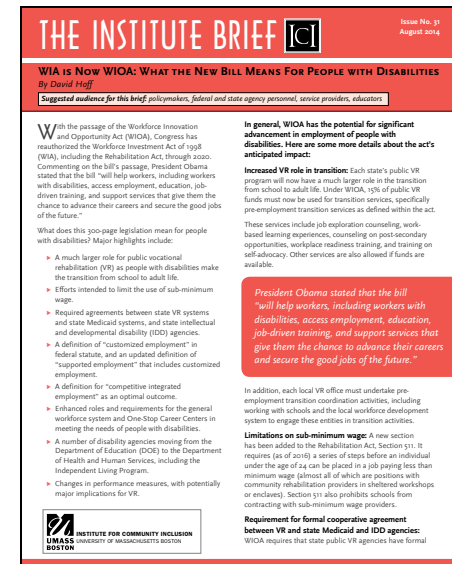 THE INSTITUTE BRIEF ICI
Issue No. 31
August 2014
WIA is Now WIOA: What the New Bill Means For People with Disabilities
By David Hoff
Suggested audience for this brief: policymakers, federal and state agency personnel, service providers, educators
With the passage of the Workforce Innovation
and Opportunity Act (WIOA), Congress has
reauthorized the Workforce Investment Act of 1998
(WIA), including the Rehabilitation Act, through 2020.
Commenting on the bill's passage, President Obama
stated that the bill "will help workers, including workers
with disabilities, access employment, education, job-
driven training, and support services that give them the
chance to advance their careers and secure the good jobs
of the future."
What does this 300-page legislation mean for people
with disabilities? Major highlights include:
► A much larger role for public vocational
rehabilitation (VR) as people with disabilities make
the transition from school to adult life.
► Efforts intended to limit the use of sub-minimum
wage.
► Required agreements between state VR systems
and state Medicaid systems, and state intellectual
and developmental disability (IDD) agencies.
► A definition of "customized employment" in
federal statute, and an updated definition of
"supported employment" that includes customized
employment.
► A definition for "competitive integrated
employment" as an optimal outcome.
► Enhanced roles and requirements for the general
workforce system and One-Stop Career Centers in
meeting the needs of people with disabilities.
► A number of disability agencies moving from the
Department of Education (DOE) to the Department
of Health and Human Services, including the
Independent Living Program.
► Changes in performance measures, with potentially
major implications for VR.
UMASS
BOSTON
INSTITUTE FOR COMMUNITY INCLUSION
UNIVERSITY OF MASSACHUSETTS BOSTON
In general, WIOA has the potential for significant
advancement in employment of people with
disabilities. Here are some more details about the act's
anticipated impact:
Increased VR role in transition: Each state's public VR
program will now have a much larger role in the transition
from school to adult life. Under WIOA, 15% of public VR
funds must now be used for transition services, specifically
pre-employment transition services as defined within the act.
These services include job exploration counseling, work-
based learning experiences, counseling on post-secondary
opportunities, workplace readiness training, and training on
self-advocacy. Other services are also allowed if funds are
available.
President Obama stated that the bill
"will help workers, including workers with
disabilities, access employment, education,
job-driven training, and support services that
give them the chance to advance their careers
and secure the good jobs of the future."
In addition, each local VR office must undertake pre-
employment transition coordination activities, including
working with schools and the local workforce development
system to engage these entities in transition activities.
Limitations on sub-minimum wage: A new section
has been added to the Rehabilitation Act, Section 511. It
requires (as of 2016) a series of steps before an individual
under the age of 24 can be placed in a job paying less than
minimum wage (almost all of which are positions with
community rehabilitation providers in sheltered workshops
or enclaves). Section 511 also prohibits schools from
contracting with sub-minimum wage providers.
Requirement for formal cooperative agreement
between VR and state Medicaid and IDD agencies:
WIOA requires that state public VR agencies have formal